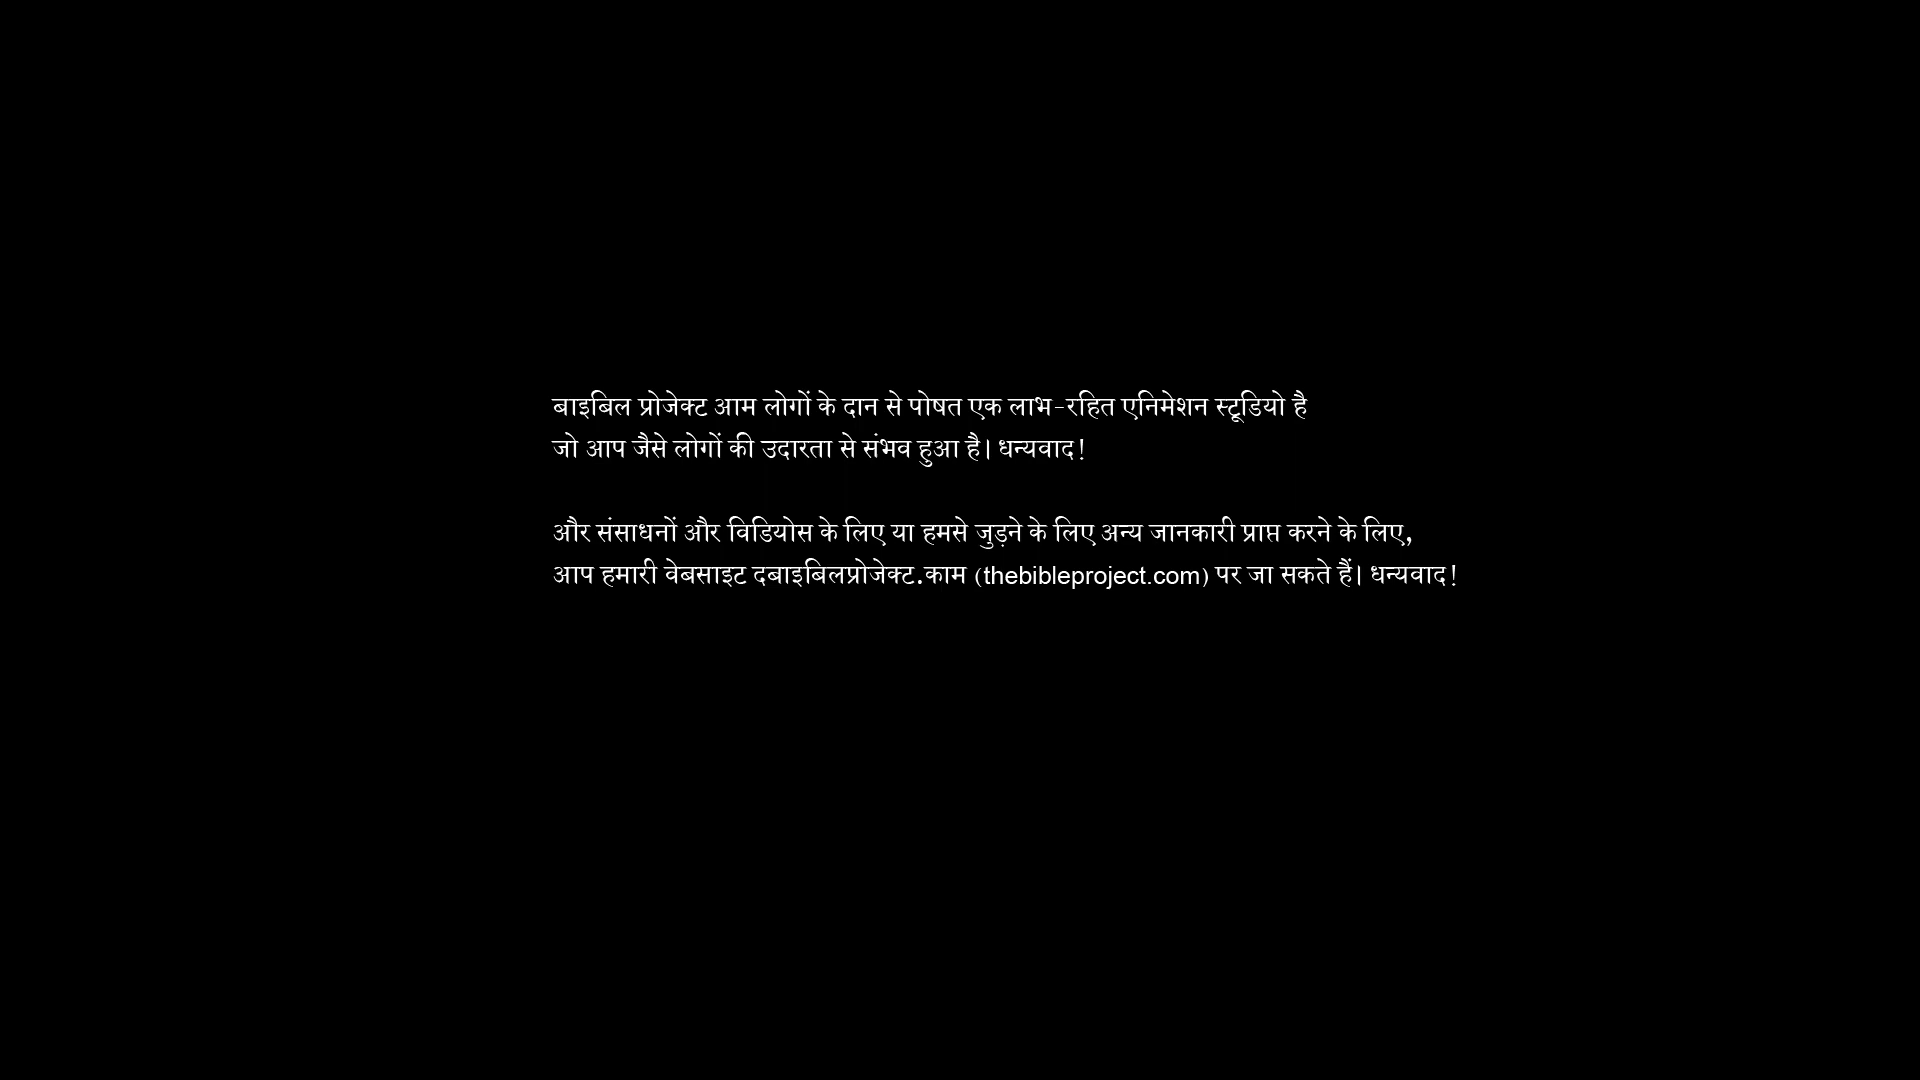 बाइबिल प्रोजेक्ट आम लोगों के दान से पोषत एक लाभ-रहित एनिमेशन स्टूडियो है
जो आप जैसे लोगों की उदारता से संभव हुआ है। धन्यवाद!
और संसाधनों और विडियोस के लिए या हमसे जुड़ने के लिए अन्य जानकारी प्राप्त करने के लिए,
आप हमारी वेबसाइट दबाइबिलप्रोजेक्ट.काम (thebibleproject.com) पर जा सकते हैं। धन्यवाद!